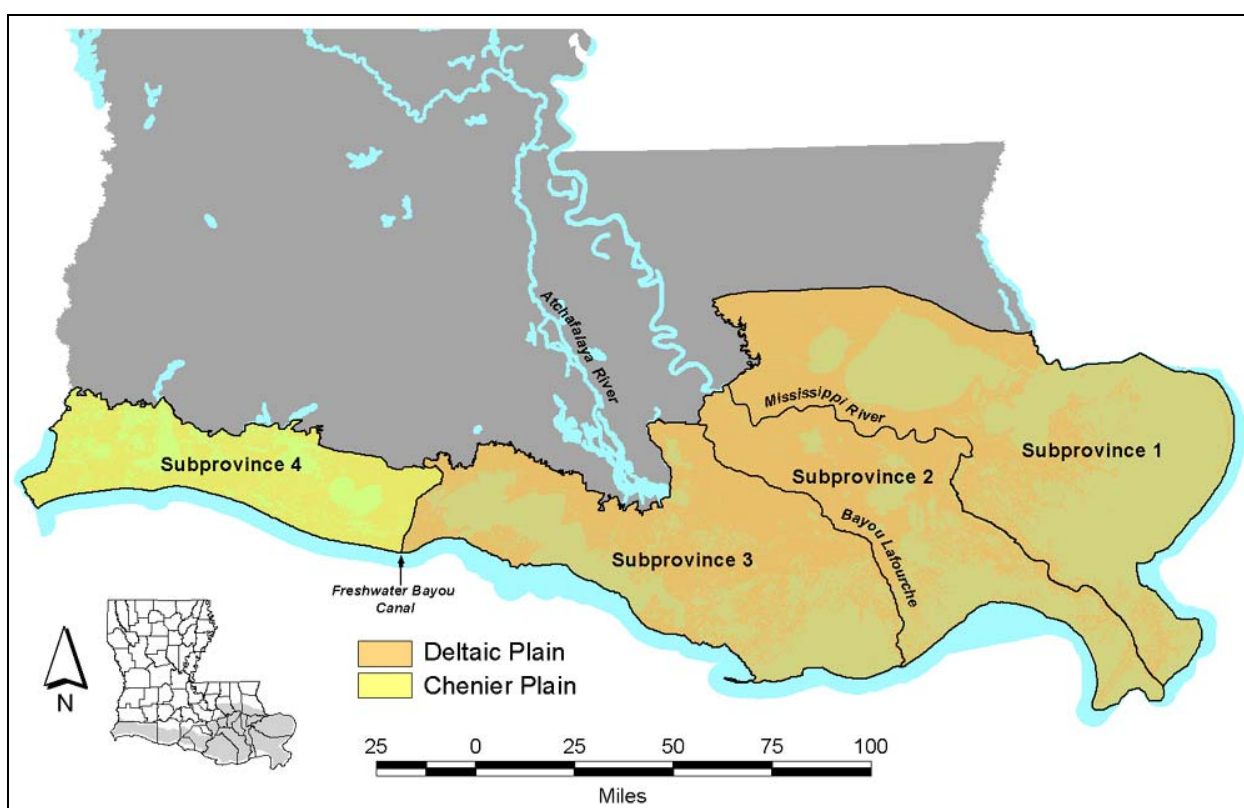 Atchafalaya River
Mississippi River
Subprovince 1
Subprovince 4
Subprovince 2
Bayou Lafourche
Subprovince 3
Freshwater Bayou
Canal
Deltaic Plain
Chenier Plain
N
25 0 25 50 75 100
Miles